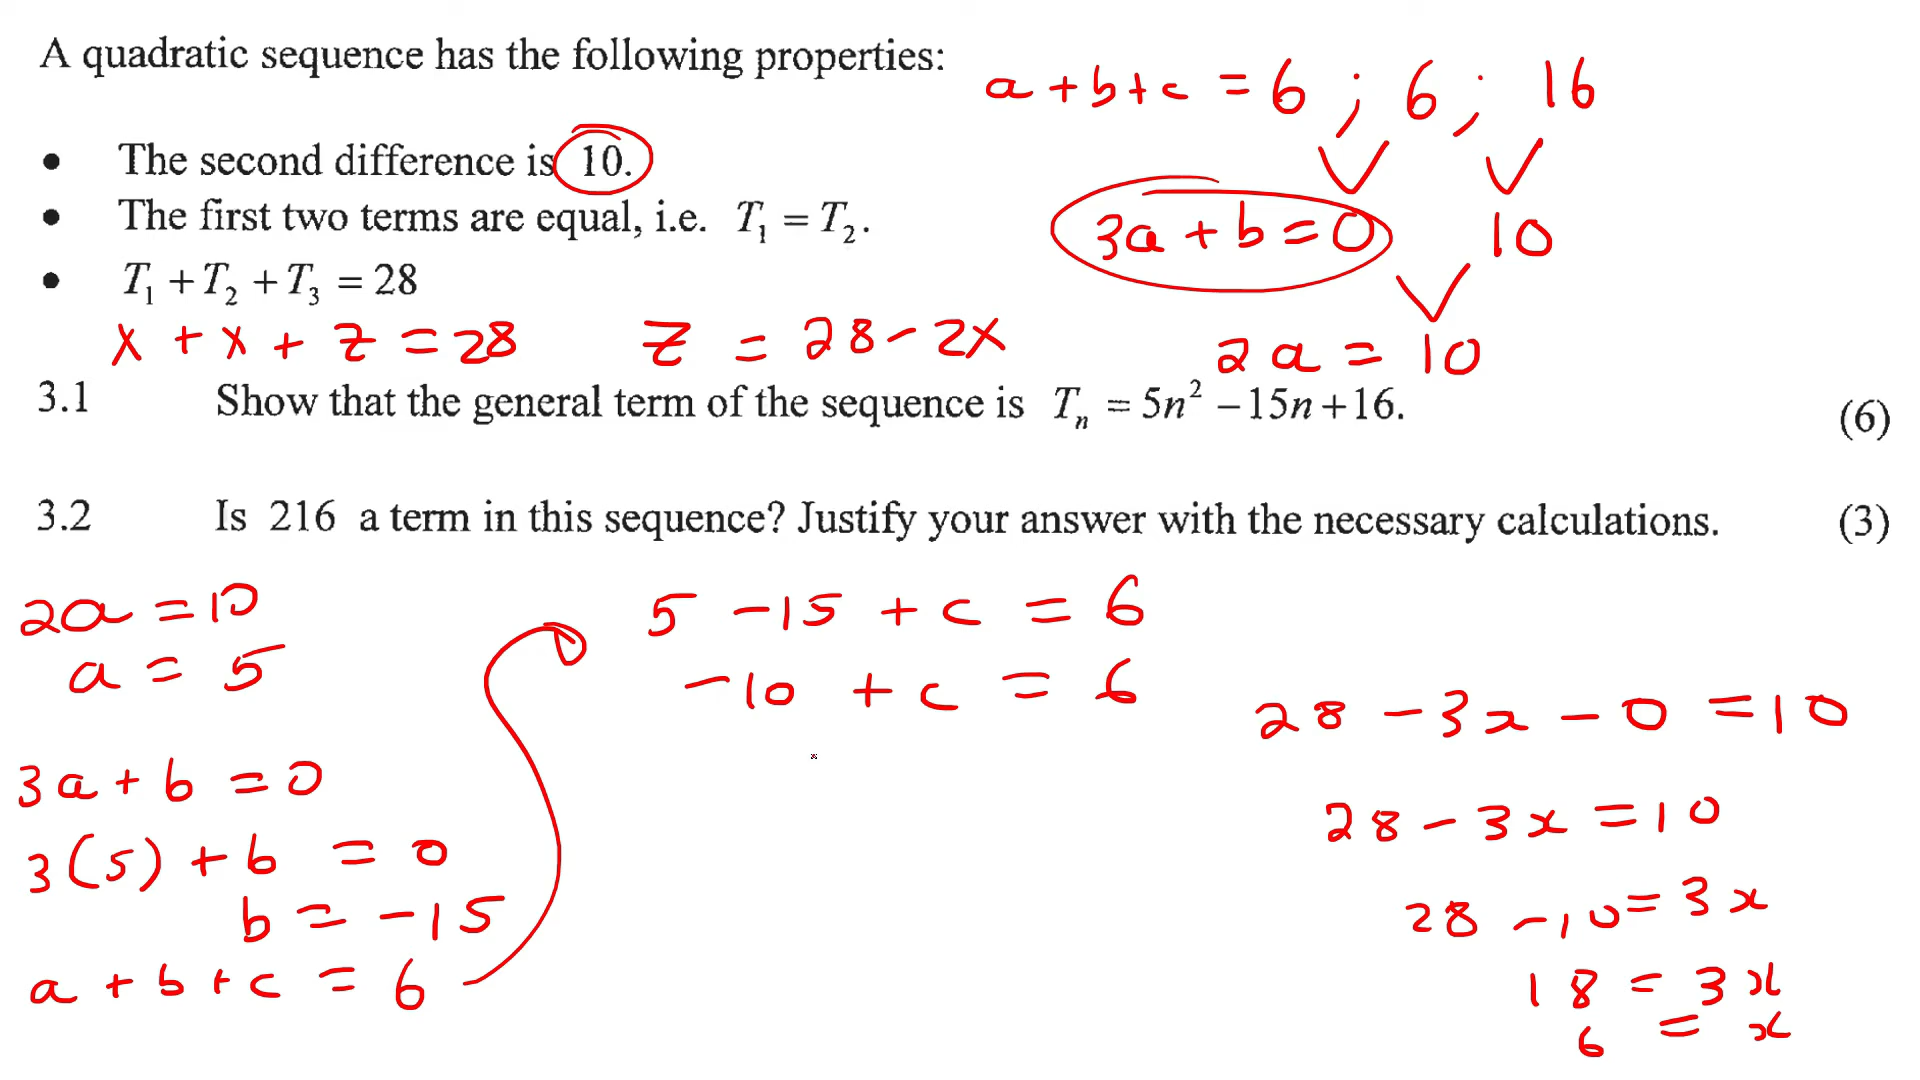 A quadratic sequence has the following properties:
a + b + c = 6 ; 6 ; 16
• The second difference is 10.
• The first two terms are equal, i.e. T₁ = T₂.
3a + b = 0 10
• T₁ + T₂ + T₃ = 28
x + x + z = 28 z = 28 - 2x
2a = 10
3.1 Show that the general term of the sequence is Tₙ = 5n² − 15n + 16. (6)
3.2 Is 216 a term in this sequence? Justify your answer with the necessary calculations. (3)
2a = 10
a = 5
3a + b = 0
3(5) + b = 0
b = -15
a + b + c = 6
5 - 15 + c = 6
-10 + c = 6
28 - 3x - 0 = 10
28 - 3x = 10
28 - 10 = 3x
18 = 3x
6 = x